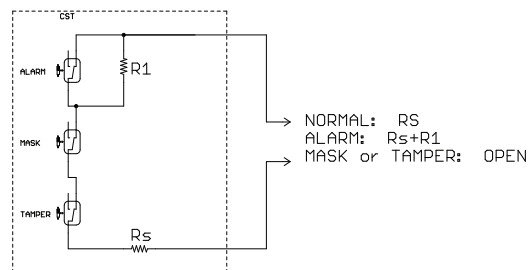 CST
ALARM
R1
MASK
TAMPER
Rs
NORMAL: RS
ALARM: Rs+R1
MASK or TAMPER: OPEN